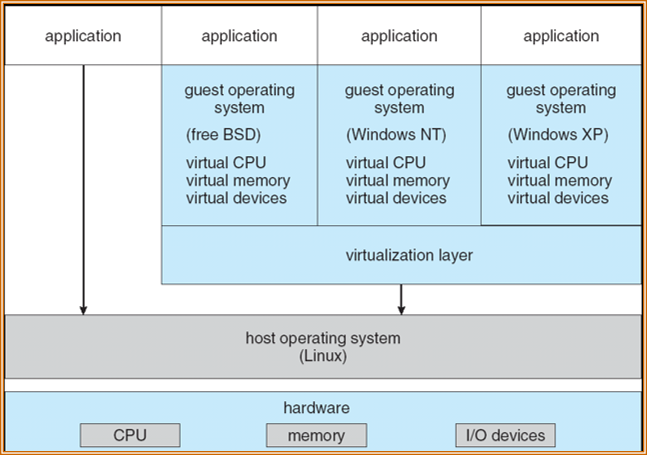 application
application
application
application
guest operating
system
(free BSD)
virtual CPU
virtual memory
virtual devices
guest operating
system
(Windows NT)
virtual CPU
virtual memory
virtual devices
guest operating
system
(Windows XP)
virtual CPU
virtual memory
virtual devices
virtualization layer
host operating system
(Linux)
hardware
CPU
memory
I/O devices